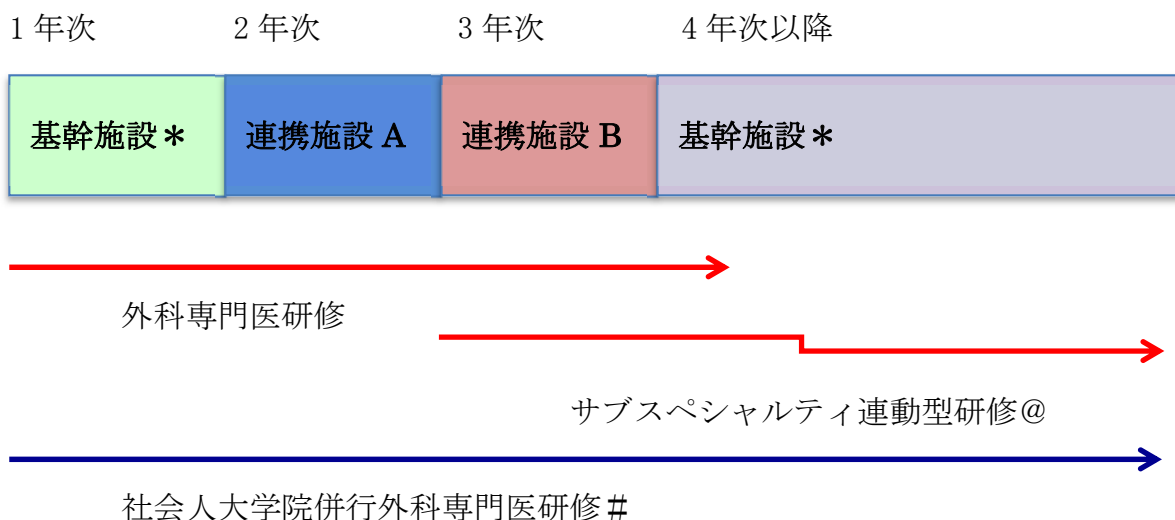 1 年次 2 年次 3 年次 4 年次以降
基幹施設＊ 連携施設 A 連携施設 B 基幹施設＊
外科専門医研修
サブスペシャルティ連動型研修＠
社会人大学院併行外科専門医研修＃